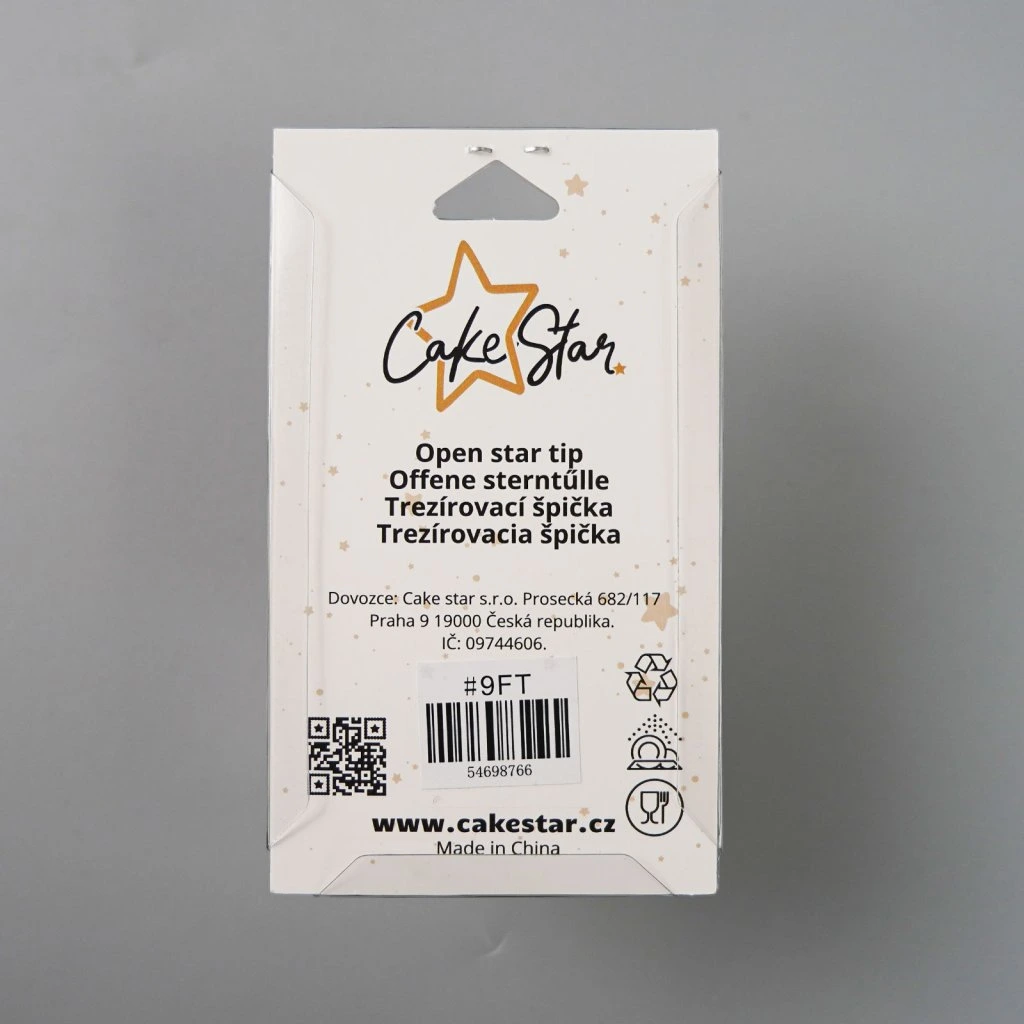 Cake Star
Open star tip
Offene sterntűlle
Trezírovací špička
Trezírovacia špička
Dovozce: Cake star s.r.o. Prosecká 682/117
Praha 9 19000 Česká republika.
IČ: 09744606.
#9FT
54698766
www.cakestar.cz
Made in China